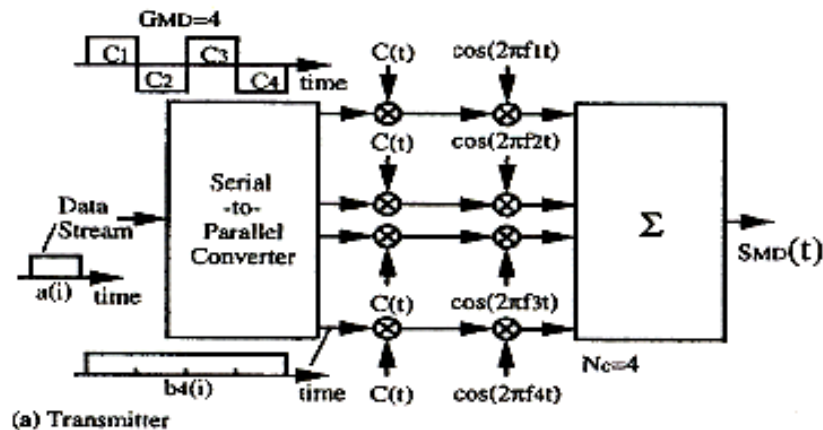 GMD=4
C1 C2 C3 C4 time
C(t) cos(2πf1t)
C(t) cos(2πf2t)
Serial
-to-
Parallel
Converter
Data
Stream
a(i) time
Σ
SMD(t)
C(t) cos(2πf3t)
b4(i) time
C(t) cos(2πf4t)
Nc=4
(a) Transmitter